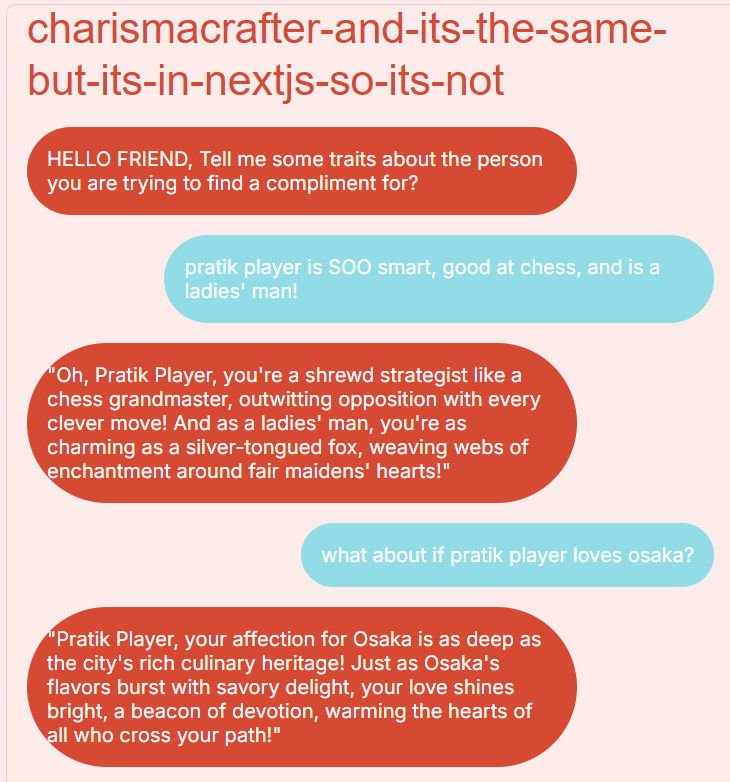 charismacrafter-and-its-the-same-
but-its-in-nextjs-so-its-not
HELLO FRIEND, Tell me some traits about the person
you are trying to find a compliment for?
pratik player is SOO smart, good at chess, and is a
ladies' man!
"Oh, Pratik Player, you're a shrewd strategist like a
chess grandmaster, outwitting opposition with every
clever move! And as a ladies' man, you're as
charming as a silver-tongued fox, weaving webs of
enchantment around fair maidens' hearts!"
what about if pratik player loves osaka?
"Pratik Player, your affection for Osaka is as deep as
the city's rich culinary heritage! Just as Osaka's
flavors burst with savory delight, your love shines
bright, a beacon of devotion, warming the hearts of
all who cross your path!"